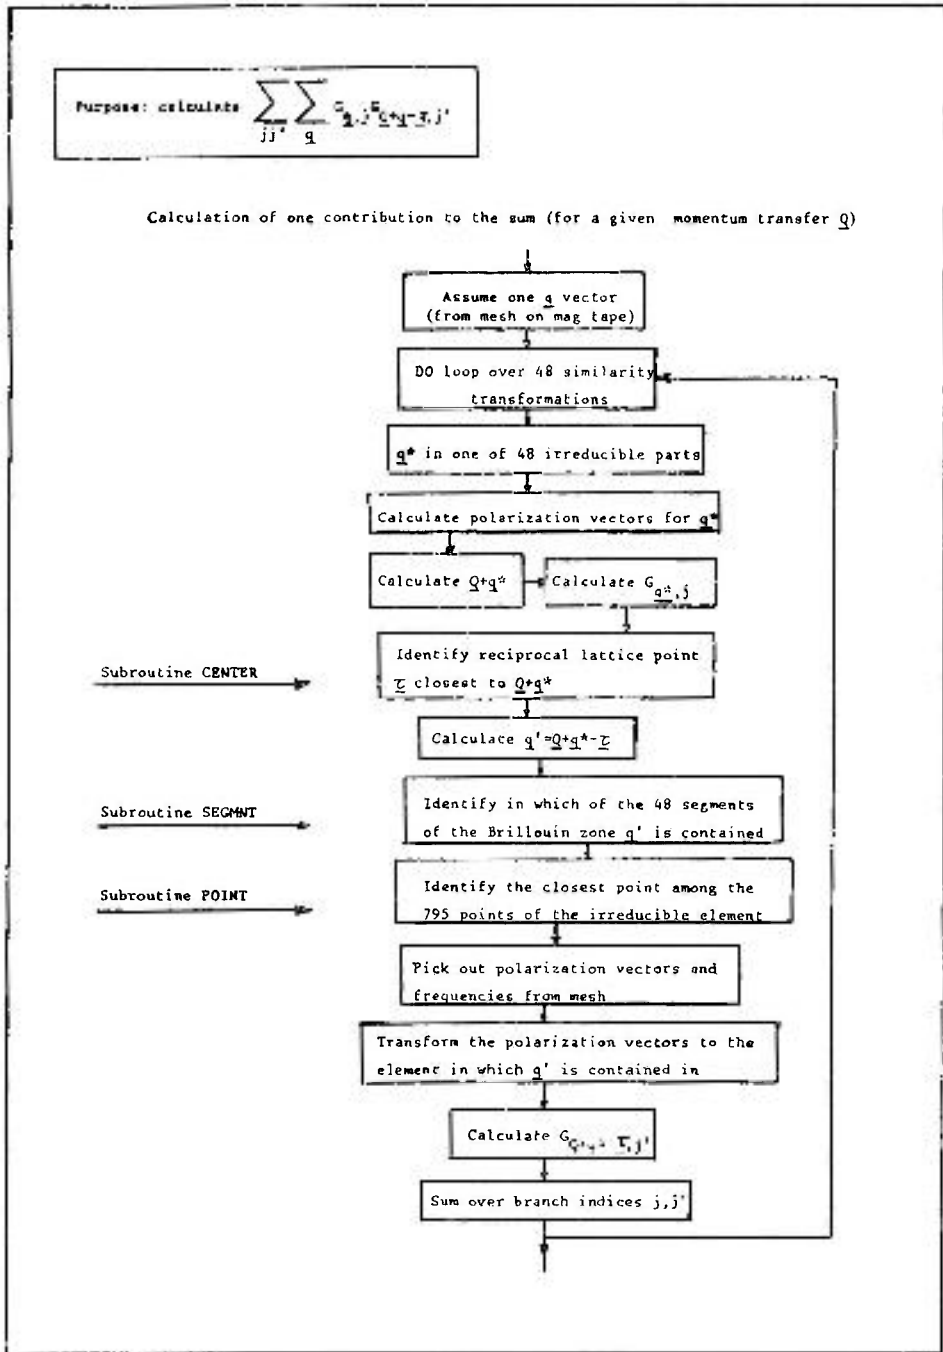 Purpose: calculate ∑ ∑ G_q,j G_Q+q-τ,j'
jj' q
Calculation of one contribution to the sum (for a given momentum transfer Q)
Assume one q vector
(from mesh on mag tape)
DO loop over 48 similarity
transformations
q* in one of 48 irreducible parts
Calculate polarization vectors for q*
Calculate Q+q*
Calculate G_q*,j
Subroutine CENTER
Identify reciprocal lattice point
τ closest to Q+q*
Calculate q'=Q+q*-τ
Subroutine SEGMNT
Identify in which of the 48 segments
of the Brillouin zone q' is contained
Subroutine POINT
Identify the closest point among the
795 points of the irreducible element
Pick out polarization vectors and
frequencies from mesh
Transform the polarization vectors to the
element in which q' is contained in
Calculate G_Q+q*-τ,j'
Sum over branch indices j,j'